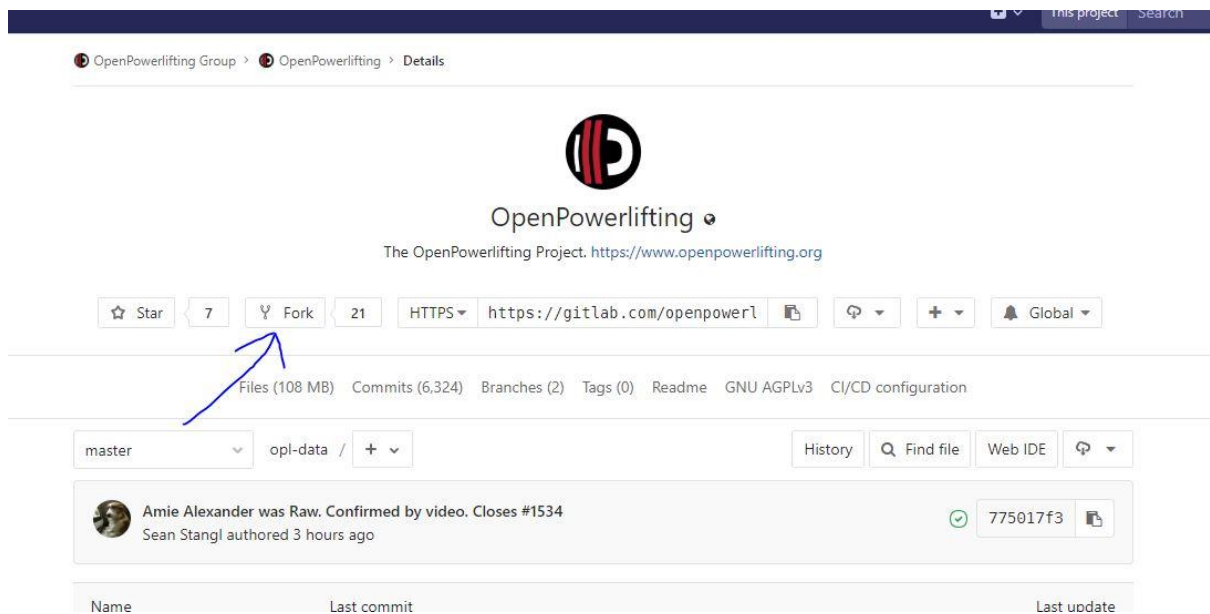 This project Search
OpenPowerlifting Group > OpenPowerlifting > Details
OpenPowerlifting
The OpenPowerlifting Project. https://www.openpowerlifting.org
Star 7 Fork 21 HTTPS https://gitlab.com/openpowerl Global
Files (108 MB) Commits (6,324) Branches (2) Tags (0) Readme GNU AGPLv3 CI/CD configuration
master opl-data / + History Find file Web IDE
Amie Alexander was Raw. Confirmed by video. Closes #1534
Sean Stangl authored 3 hours ago
775017f3
Name Last commit Last update